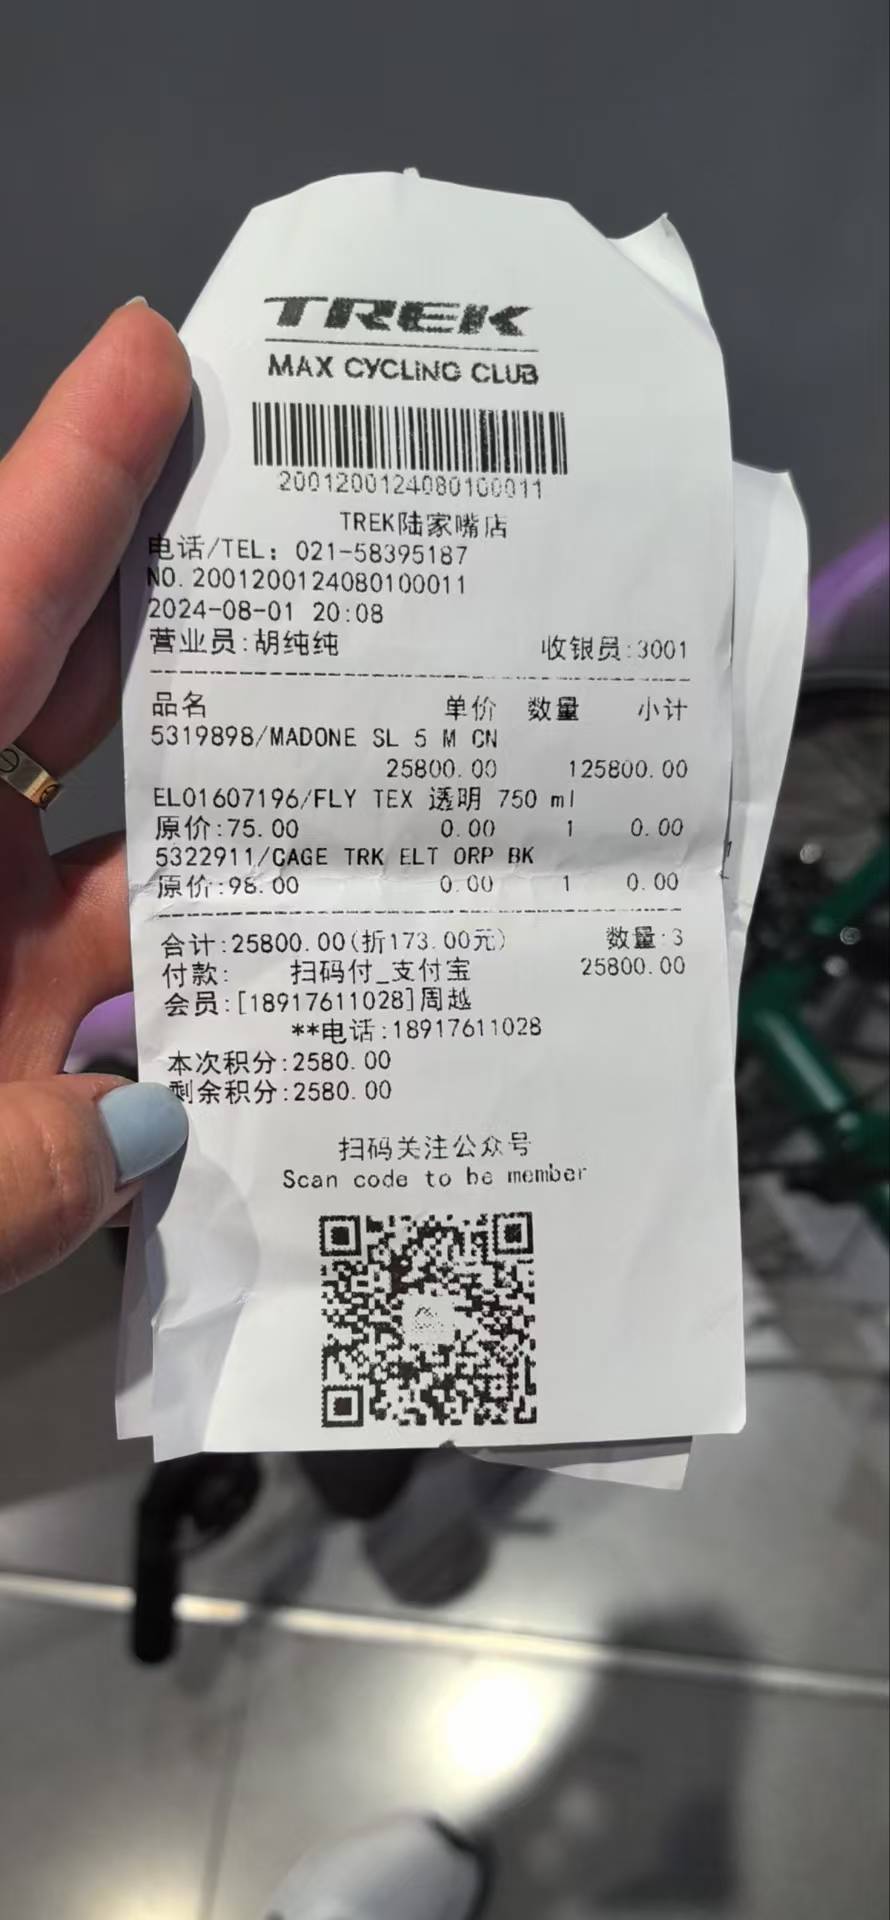 TREK
MAX CYCLING CLUB
2001200124080100011
TREK陆家嘴店
电话/TEL: 021-58395187
NO.2001200124080100011
2024-08-01 20:08
营业员:胡纯纯 收银员:3001
品名 单价 数量 小计
5319898/MADONE SL 5 M CN
25800.00 125800.00
EL01607196/FLY TEX 透明 750 ml
原价:75.00 0.00 1 0.00
5322911/CAGE TRK ELT ORP BK
原价:98.00 0.00 1 0.00
合计:25800.00(折173.00元) 数量:3
付款: 扫码付_支付宝 25800.00
会员:[18917611028]周越
**电话:18917611028
本次积分:2580.00
剩余积分:2580.00
扫码关注公众号
Scan code to be member